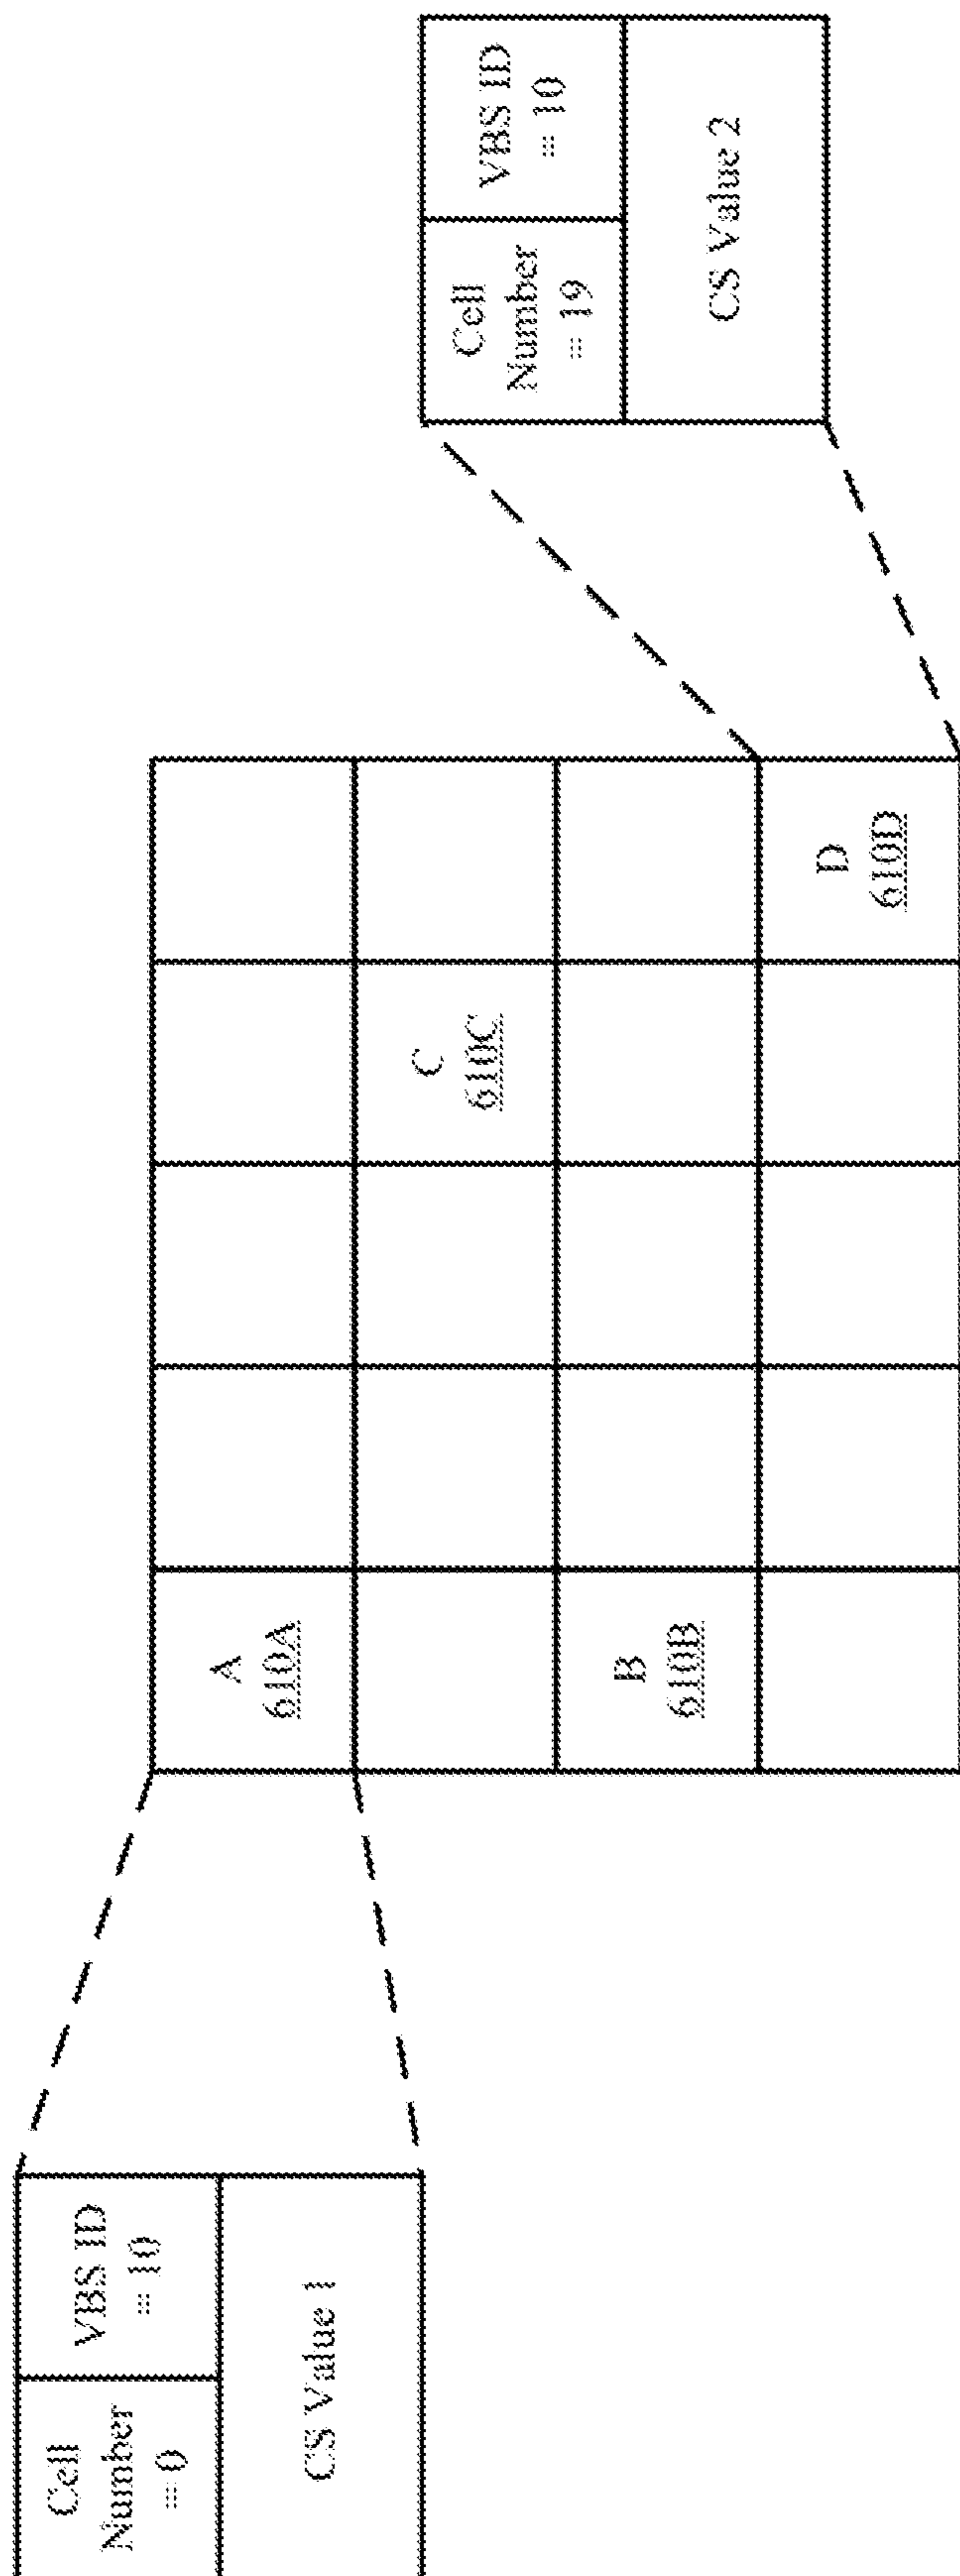 Cell
Number
= 0
VBS ID
= 10
CS Value 1
A
610A
B
610B
C
610C
D
610D
Cell
Number
= 19
VBS ID
= 10
CS Value 2